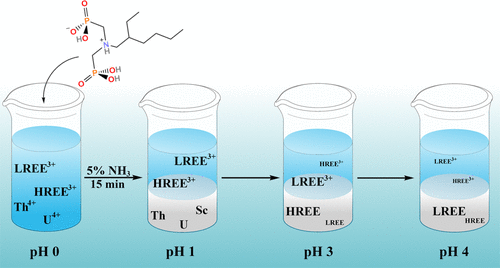 O
O⁻
P
HO
N
H
+
O
P
OH
HO
LREE³⁺
HREE³⁺
Th⁴⁺
U⁴⁺
pH 0
5% NH₃
15 min
LREE³⁺
HREE³⁺
Th Sc
U
pH 1
HREE³⁺
LREE³⁺
HREE
LREE
pH 3
LREE³⁺
HREE³⁺
LREE
HREE
pH 4